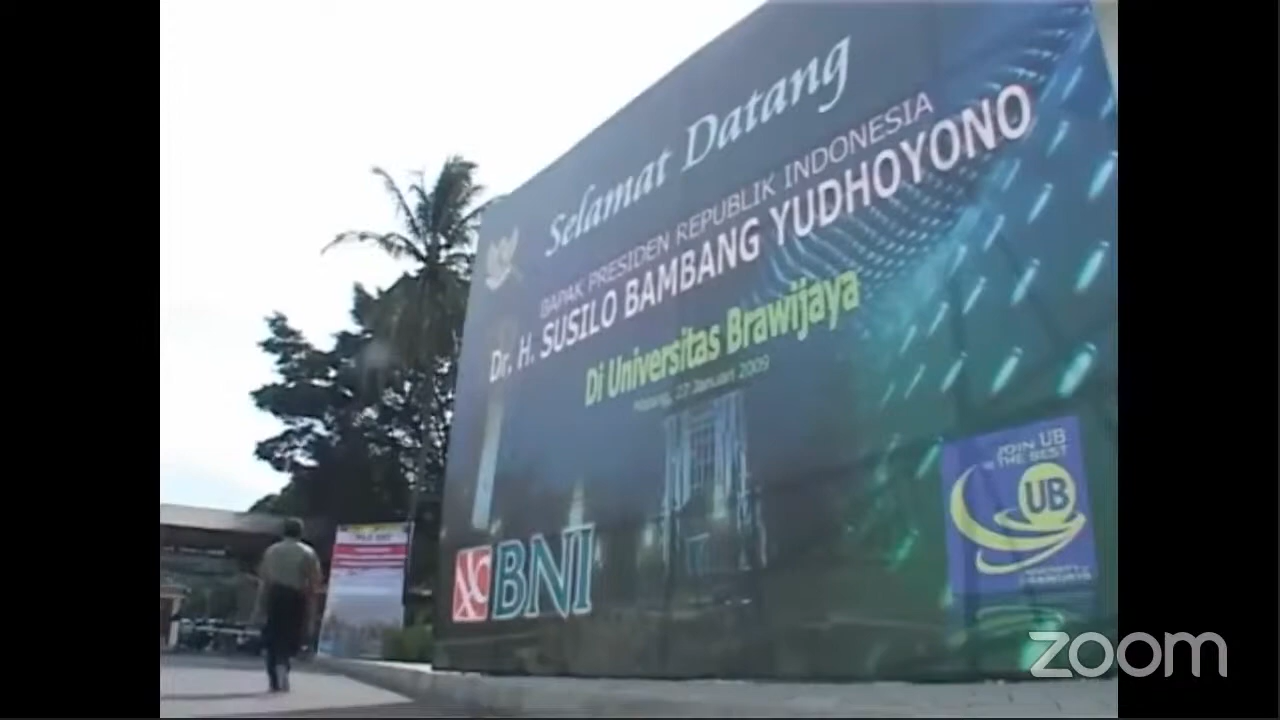 Selamat Datang
BAPAK PRESIDEN REPUBLIK INDONESIA
Dr. H. SUSILO BAMBANG YUDHOYONO
Di Universitas Brawijaya
Malang, 27 Januari 2009
JOIN UB
THE BEST
UB
BNI
zoom